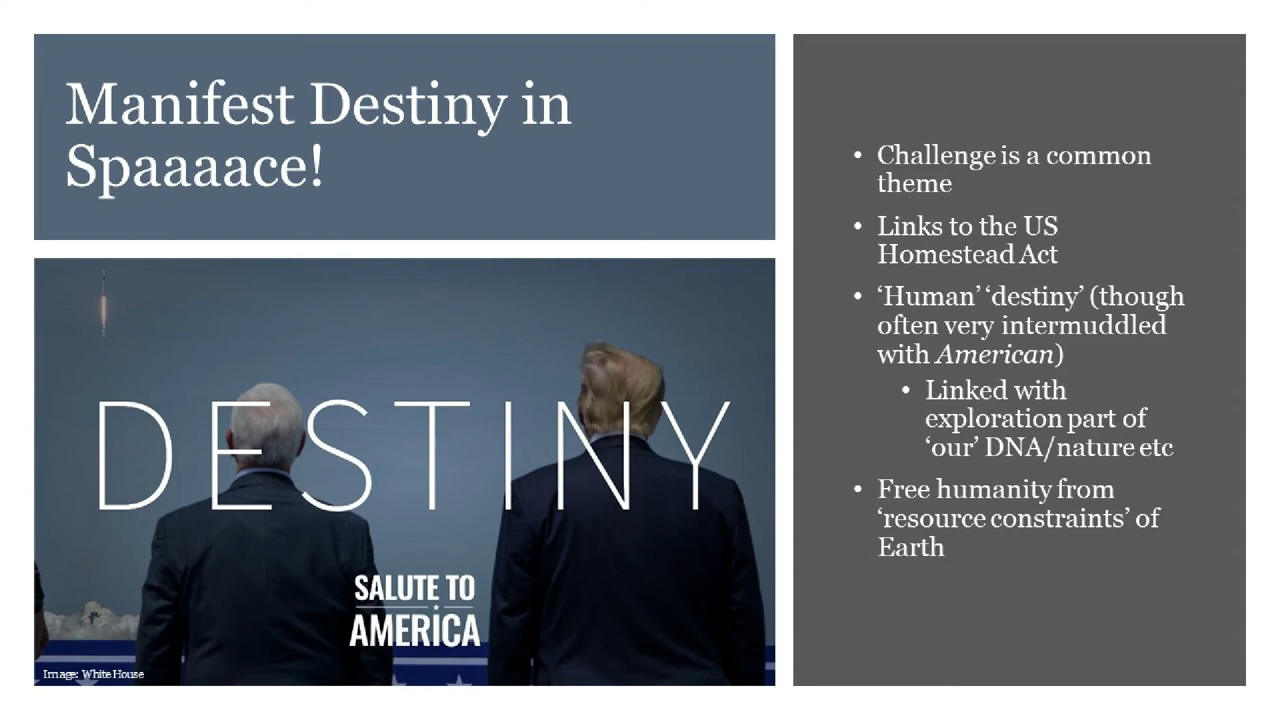 Manifest Destiny in
Spaaaace!
DESTINY
SALUTE TO
AMERICA
Image: White House
• Challenge is a common
theme
• Links to the US
Homestead Act
• ‘Human’ ‘destiny’ (though
often very intermuddled
with American)
• Linked with
exploration part of
‘our’ DNA/nature etc
• Free humanity from
‘resource constraints’ of
Earth